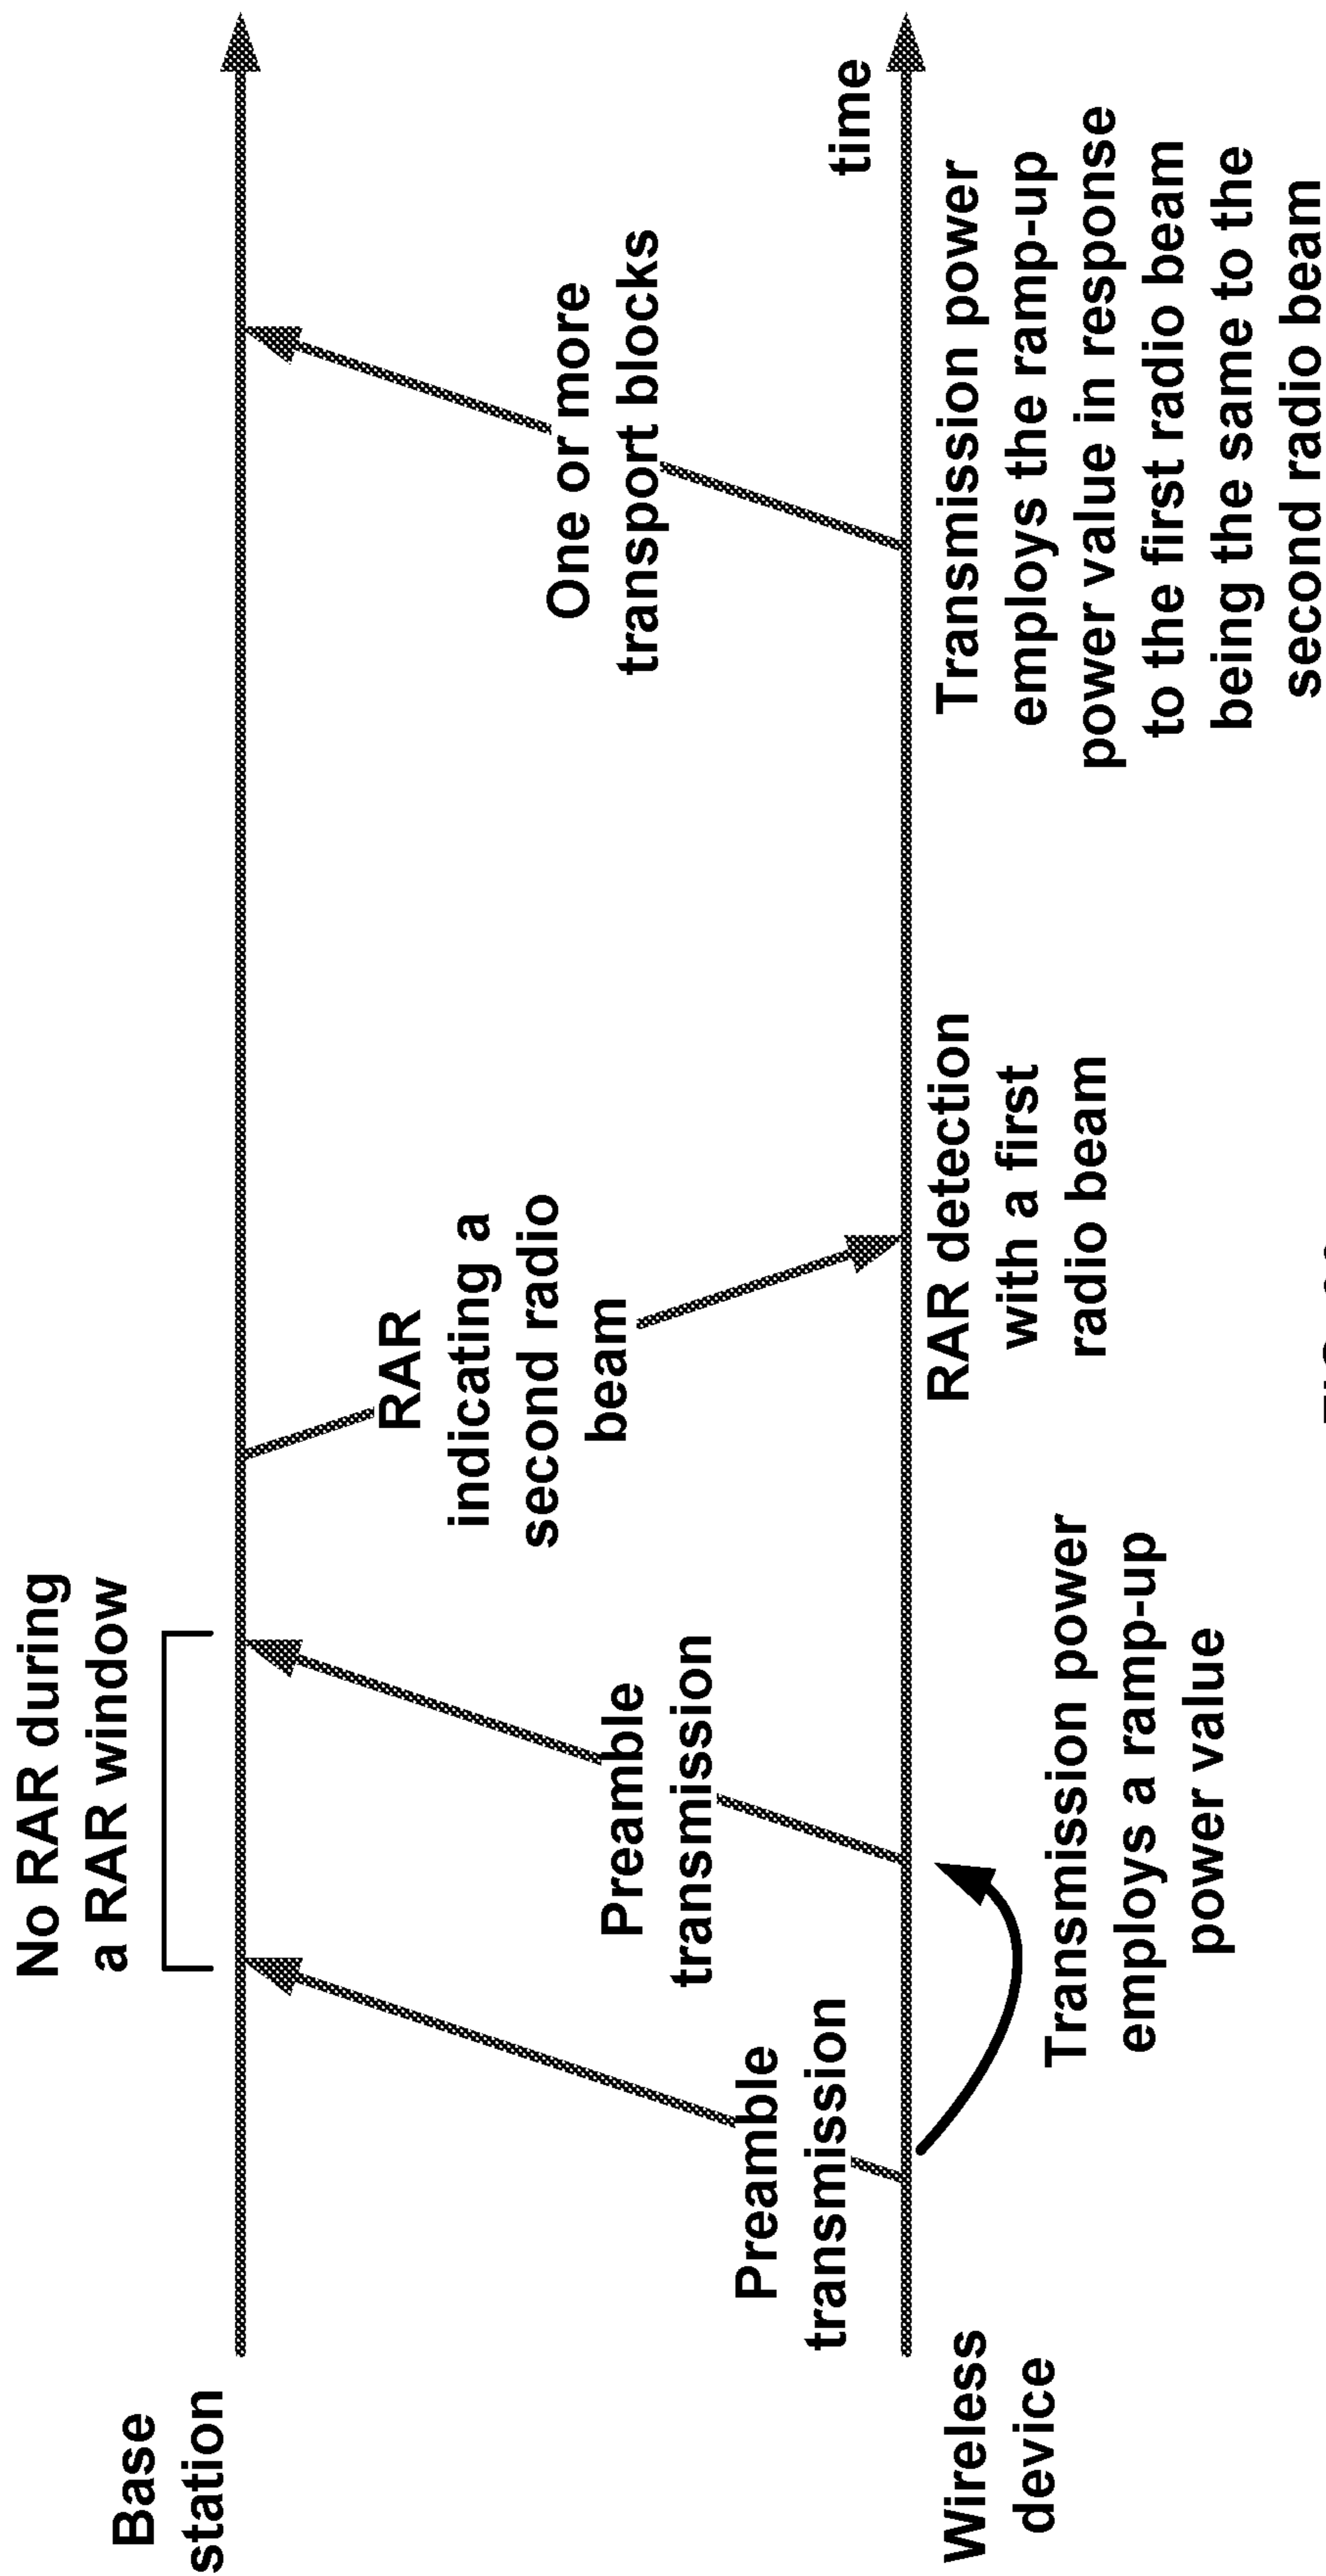 No RAR during
a RAR window
Base
station
Preamble
transmission
Preamble
transmission
RAR
indicating a
second radio
beam
One or more
transport blocks
time
Wireless
device
Transmission power
employs a ramp-up
power value
RAR detection
with a first
radio beam
Transmission power
employs the ramp-up
power value in response
to the first radio beam
being the same to the
second radio beam